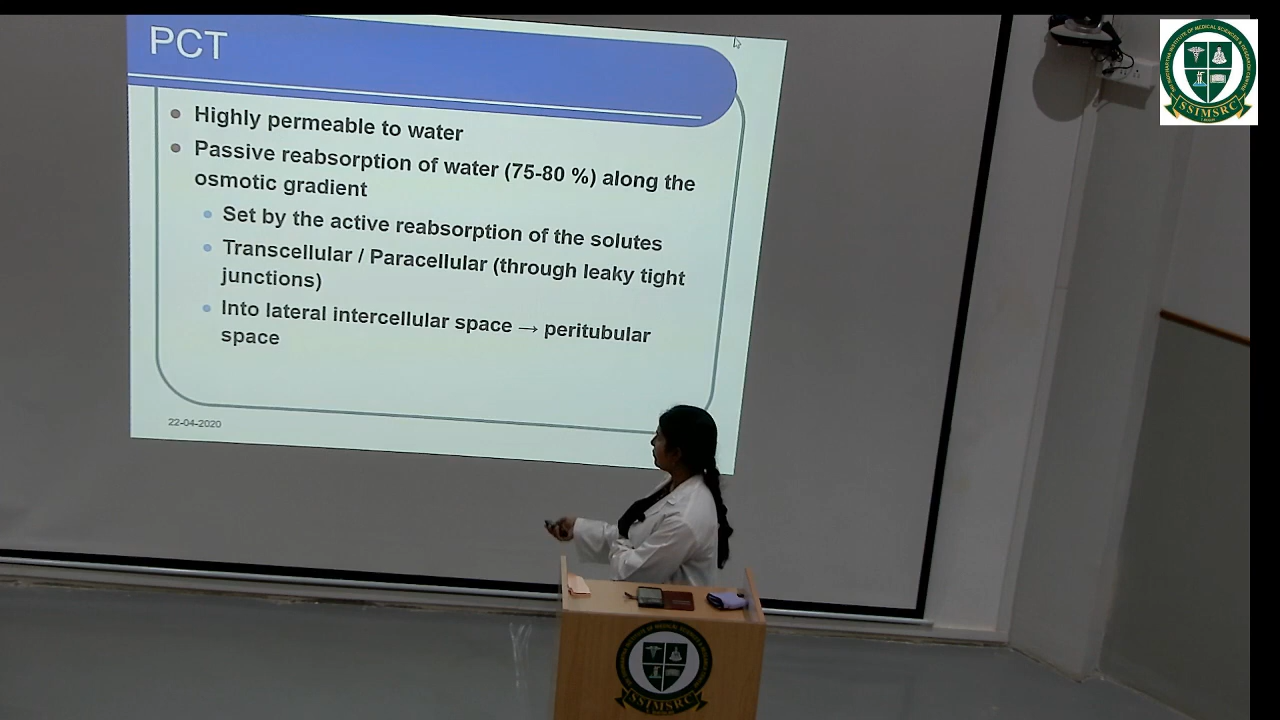 PCT
Highly permeable to water
Passive reabsorption of water (75-80 %) along the
osmotic gradient
Set by the active reabsorption of the solutes
Transcellular / Paracellular (through leaky tight
junctions)
Into lateral intercellular space → peritubular
space
22-04-2020
SSIMSRC
SSIMSRC